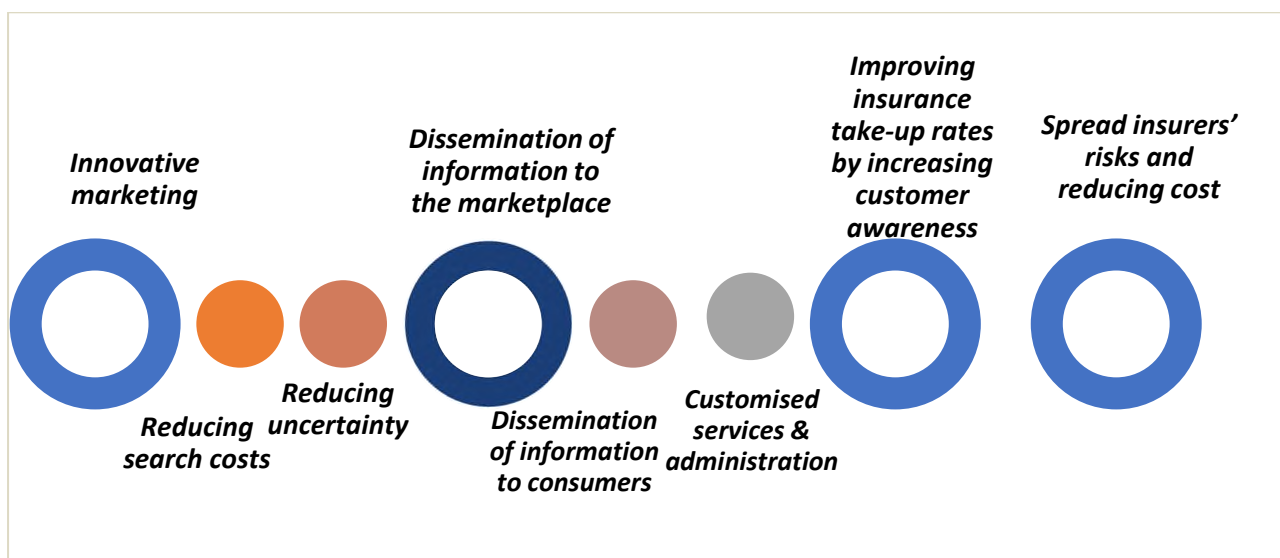 Innovative
marketing
Reducing
search costs
Reducing
uncertainty
Dissemination of
information to
the marketplace
Dissemination
of information
to consumers
Customised
services &
administration
Improving
insurance
take-up rates
by increasing
customer
awareness
Spread insurers’
risks and
reducing cost